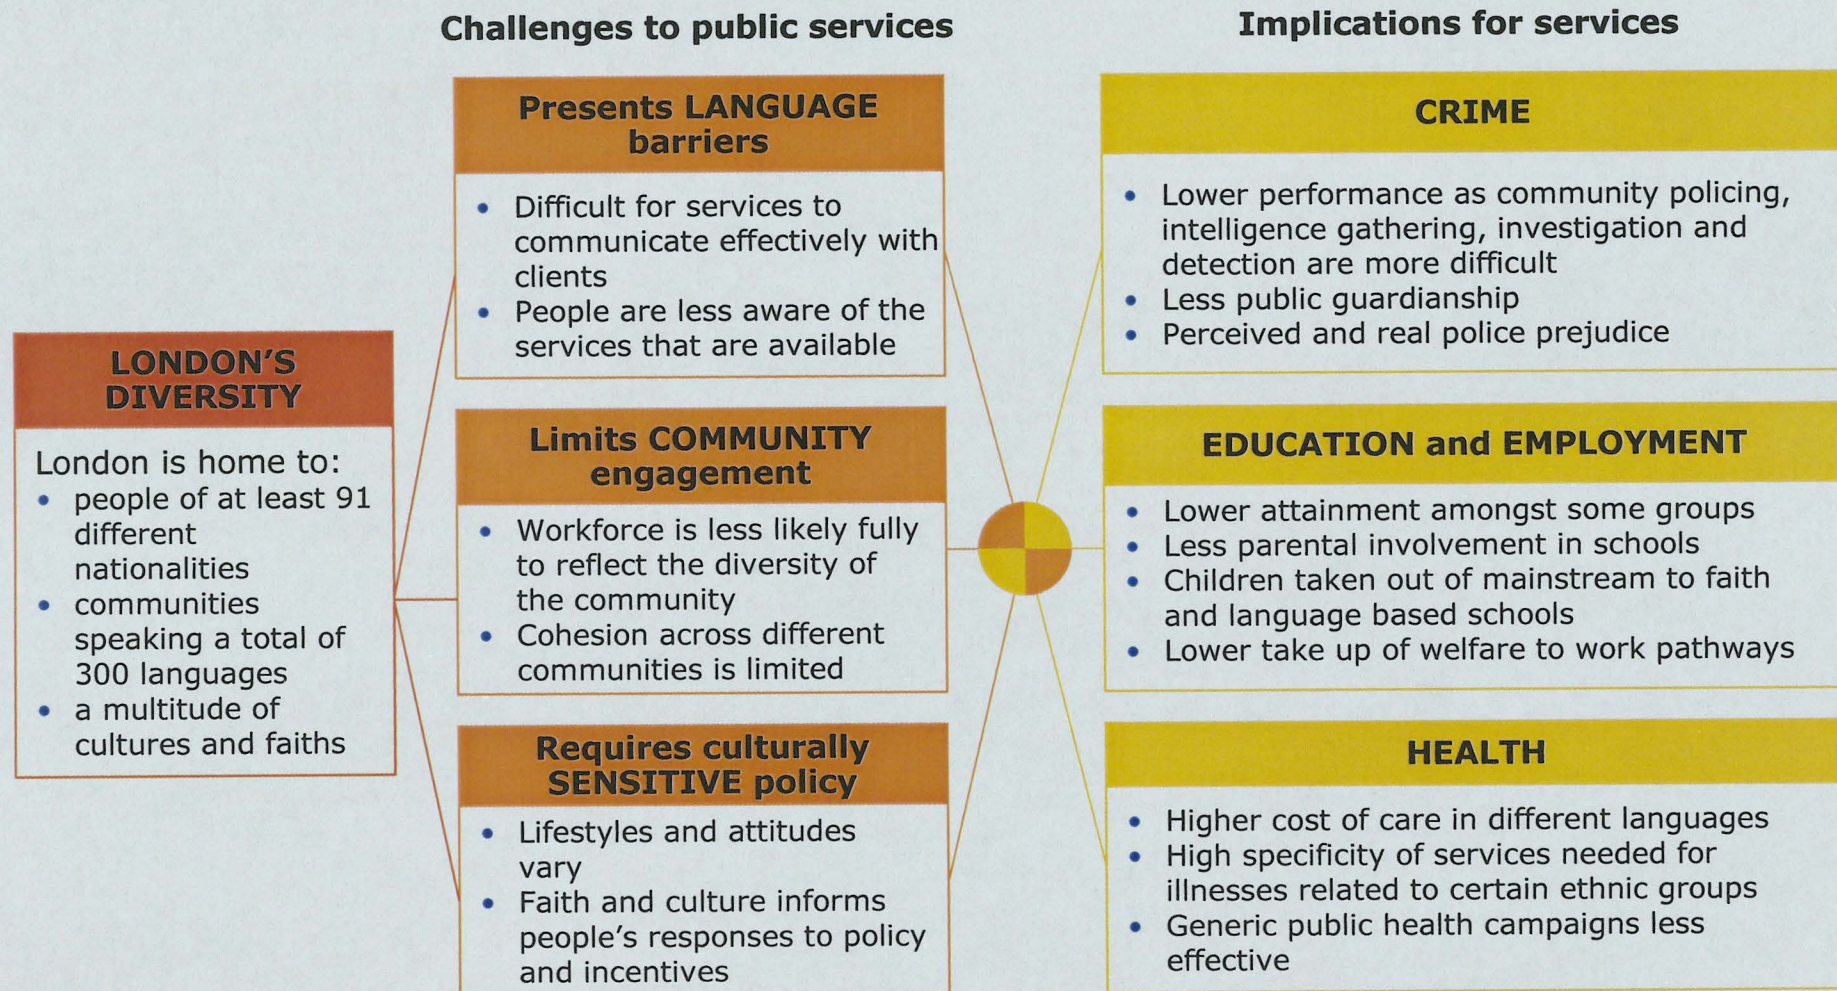 Challenges to public services
Implications for services
LONDON'S
DIVERSITY
London is home to:
• people of at least 91
different
nationalities
• communities
speaking a total of
300 languages
• a multitude of
cultures and faiths
Presents LANGUAGE
barriers
• Difficult for services to
communicate effectively with
clients
• People are less aware of the
services that are available
Limits COMMUNITY
engagement
• Workforce is less likely fully
to reflect the diversity of
the community
• Cohesion across different
communities is limited
Requires culturally
SENSITIVE policy
• Lifestyles and attitudes
vary
• Faith and culture informs
people's responses to policy
and incentives
CRIME
• Lower performance as community policing,
intelligence gathering, investigation and
detection are more difficult
• Less public guardianship
• Perceived and real police prejudice
EDUCATION and EMPLOYMENT
• Lower attainment amongst some groups
• Less parental involvement in schools
• Children taken out of mainstream to faith
and language based schools
• Lower take up of welfare to work pathways
HEALTH
• Higher cost of care in different languages
• High specificity of services needed for
illnesses related to certain ethnic groups
• Generic public health campaigns less
effective